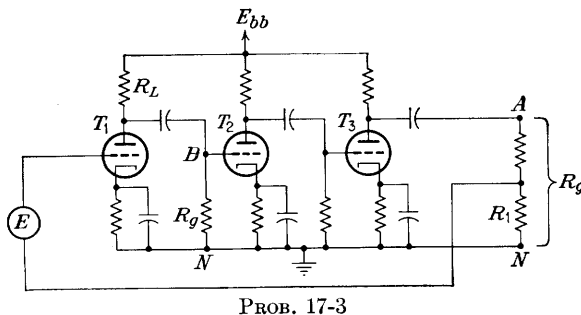 E_bb
R_L
T_1
T_2
T_3
A
B
R_g
E
R_g
R_1
N
N
PROB. 17-3